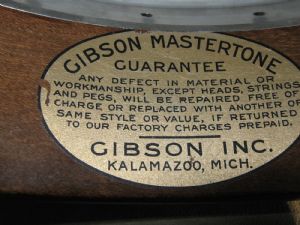 GIBSON MASTERTONE
GUARANTEE
ANY DEFECT IN MATERIAL OR
WORKMANSHIP, EXCEPT HEADS, STRINGS
AND PEGS, WILL BE REPAIRED FREE OF
CHARGE OR REPLACED WITH ANOTHER OF
SAME STYLE OR VALUE, IF RETURNED
TO OUR FACTORY CHARGES PREPAID.
GIBSON INC.
KALAMAZOO, MICH.